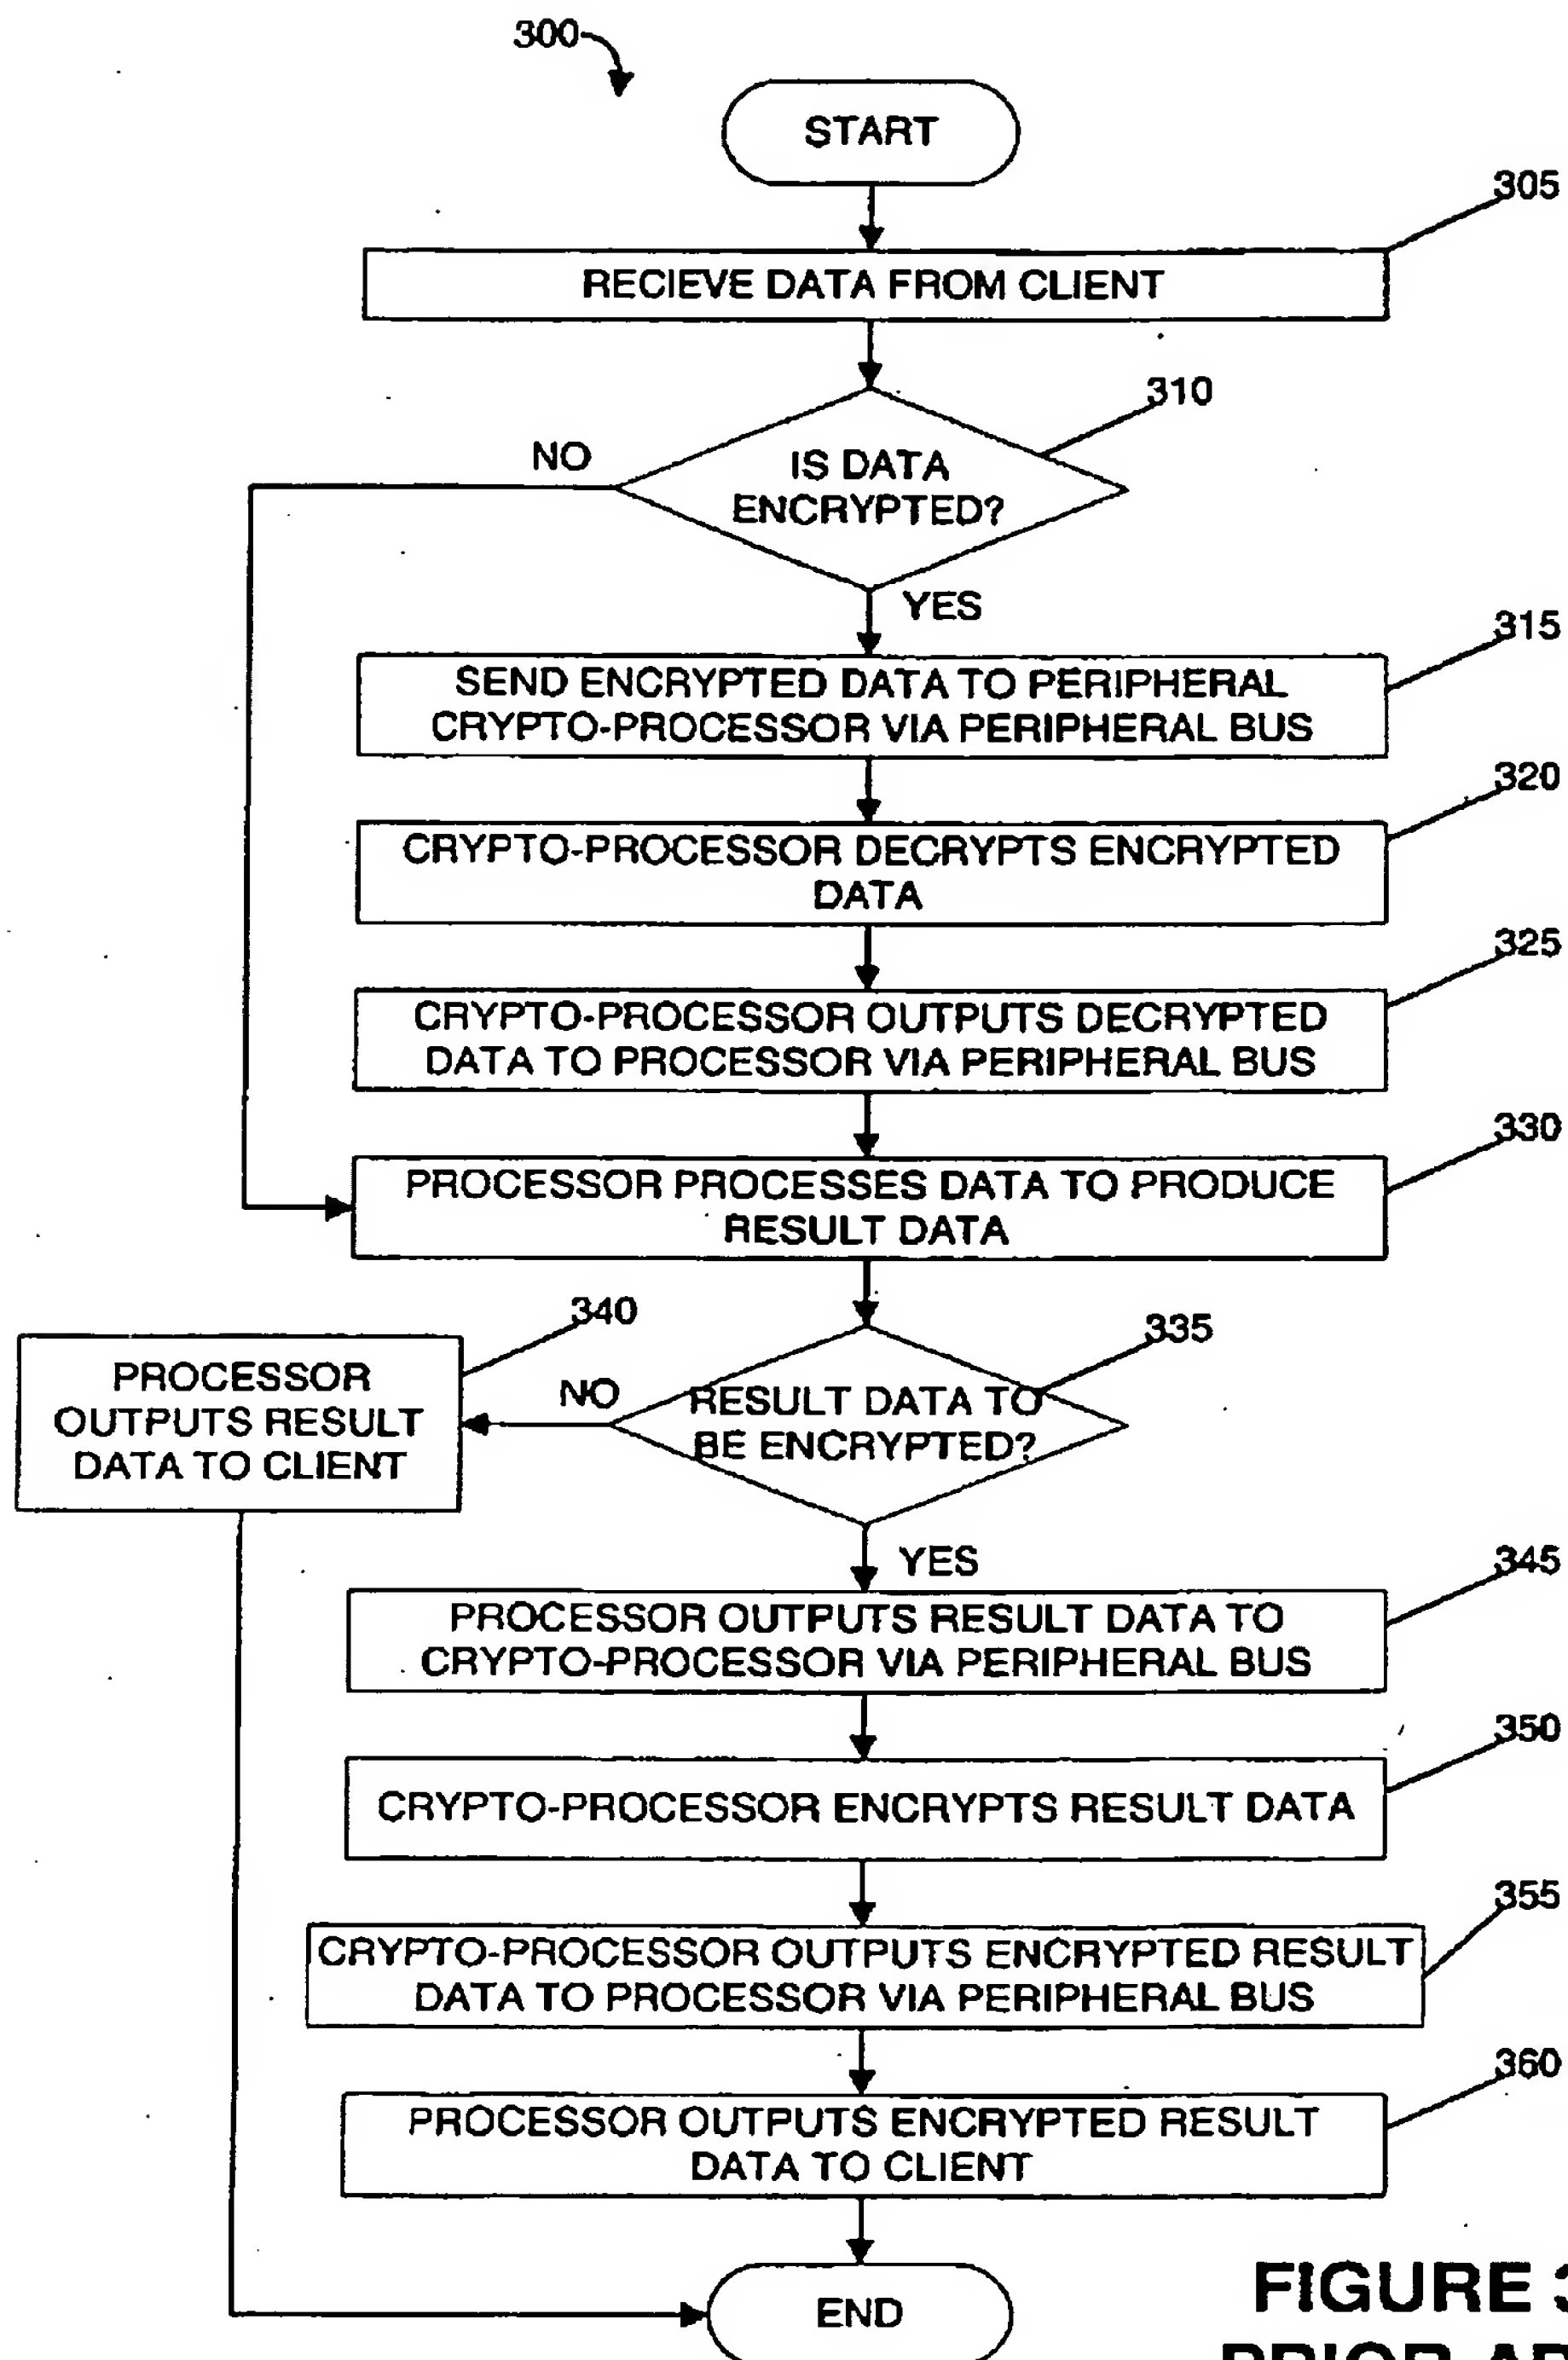 300
START
305
RECIEVE DATA FROM CLIENT
310
NO
IS DATA
ENCRYPTED?
YES
315
SEND ENCRYPTED DATA TO PERIPHERAL
CRYPTO-PROCESSOR VIA PERIPHERAL BUS
320
CRYPTO-PROCESSOR DECRYPTS ENCRYPTED
DATA
325
CRYPTO-PROCESSOR OUTPUTS DECRYPTED
DATA TO PROCESSOR VIA PERIPHERAL BUS
330
PROCESSOR PROCESSES DATA TO PRODUCE
RESULT DATA
340
335
PROCESSOR
OUTPUTS RESULT
DATA TO CLIENT
NO
RESULT DATA TO
BE ENCRYPTED?
YES
345
PROCESSOR OUTPUTS RESULT DATA TO
CRYPTO-PROCESSOR VIA PERIPHERAL BUS
350
CRYPTO-PROCESSOR ENCRYPTS RESULT DATA
355
CRYPTO-PROCESSOR OUTPUTS ENCRYPTED RESULT
DATA TO PROCESSOR VIA PERIPHERAL BUS
360
PROCESSOR OUTPUTS ENCRYPTED RESULT
DATA TO CLIENT
END
FIGURE 3
PRIOR